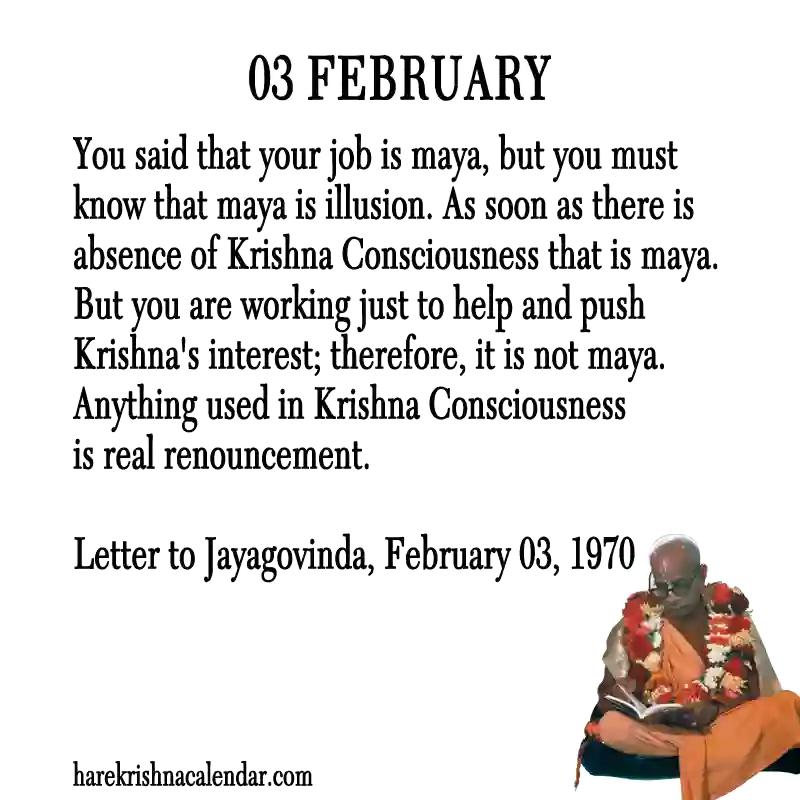 03 FEBRUARY
You said that your job is maya, but you must
know that maya is illusion. As soon as there is
absence of Krishna Consciousness that is maya.
But you are working just to help and push
Krishna's interest; therefore, it is not maya.
Anything used in Krishna Consciousness
is real renouncement.
Letter to Jayagovinda, February 03, 1970
harekrishnacalendar.com